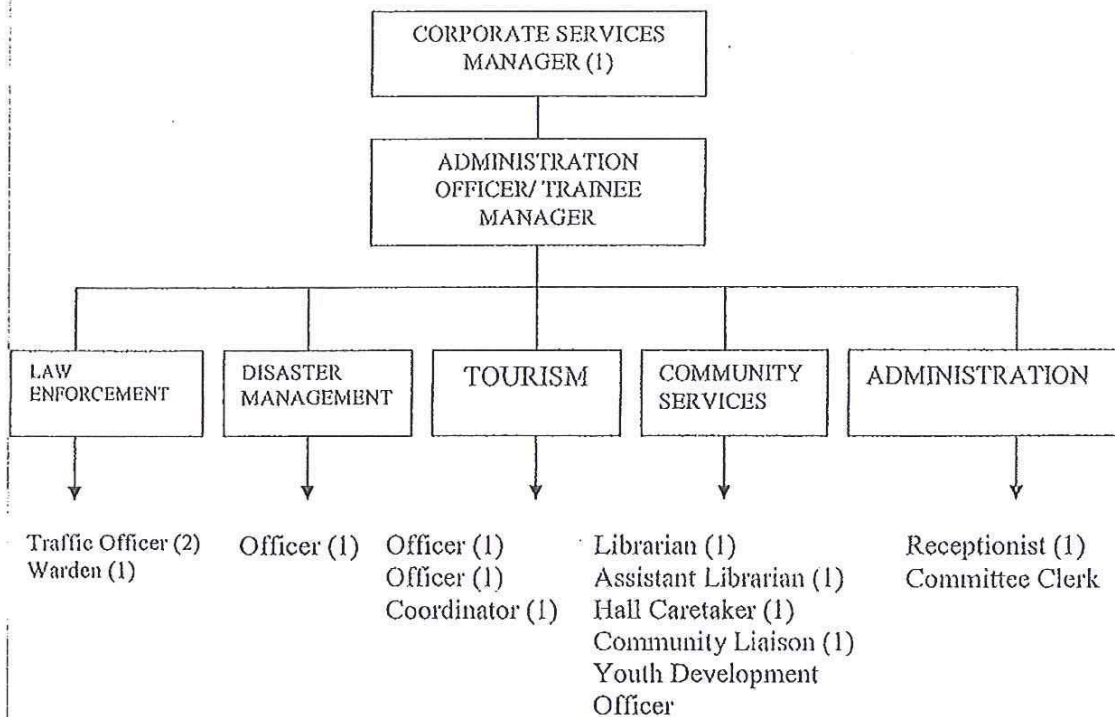 CORPORATE SERVICES
MANAGER (1)
ADMINISTRATION
OFFICER/ TRAINEE
MANAGER
LAW
ENFORCEMENT
DISASTER
MANAGEMENT
TOURISM
COMMUNITY
SERVICES
ADMINISTRATION
Traffic Officer (2)
Warden (1)
Officer (1)
Officer (1)
Officer (1)
Coordinator (1)
Librarian (1)
Assistant Librarian (1)
Hall Caretaker (1)
Community Liaison (1)
Youth Development
Officer
Receptionist (1)
Committee Clerk